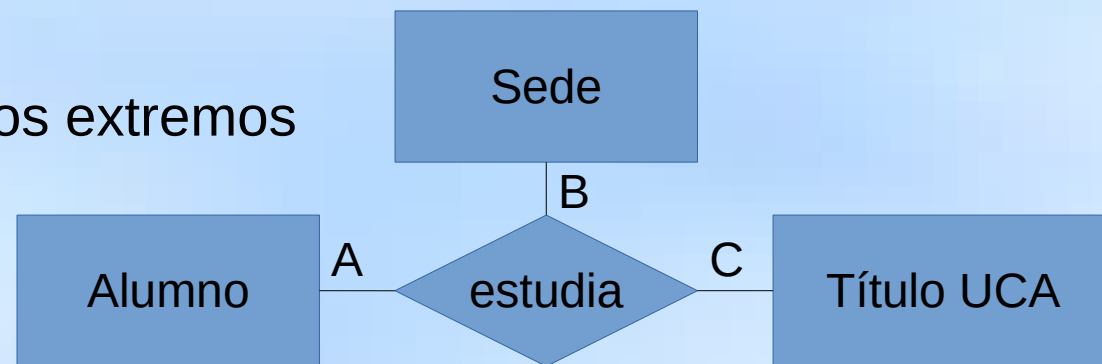 Sede
os extremos
B
A
C
Alumno
estudia
Título UCA